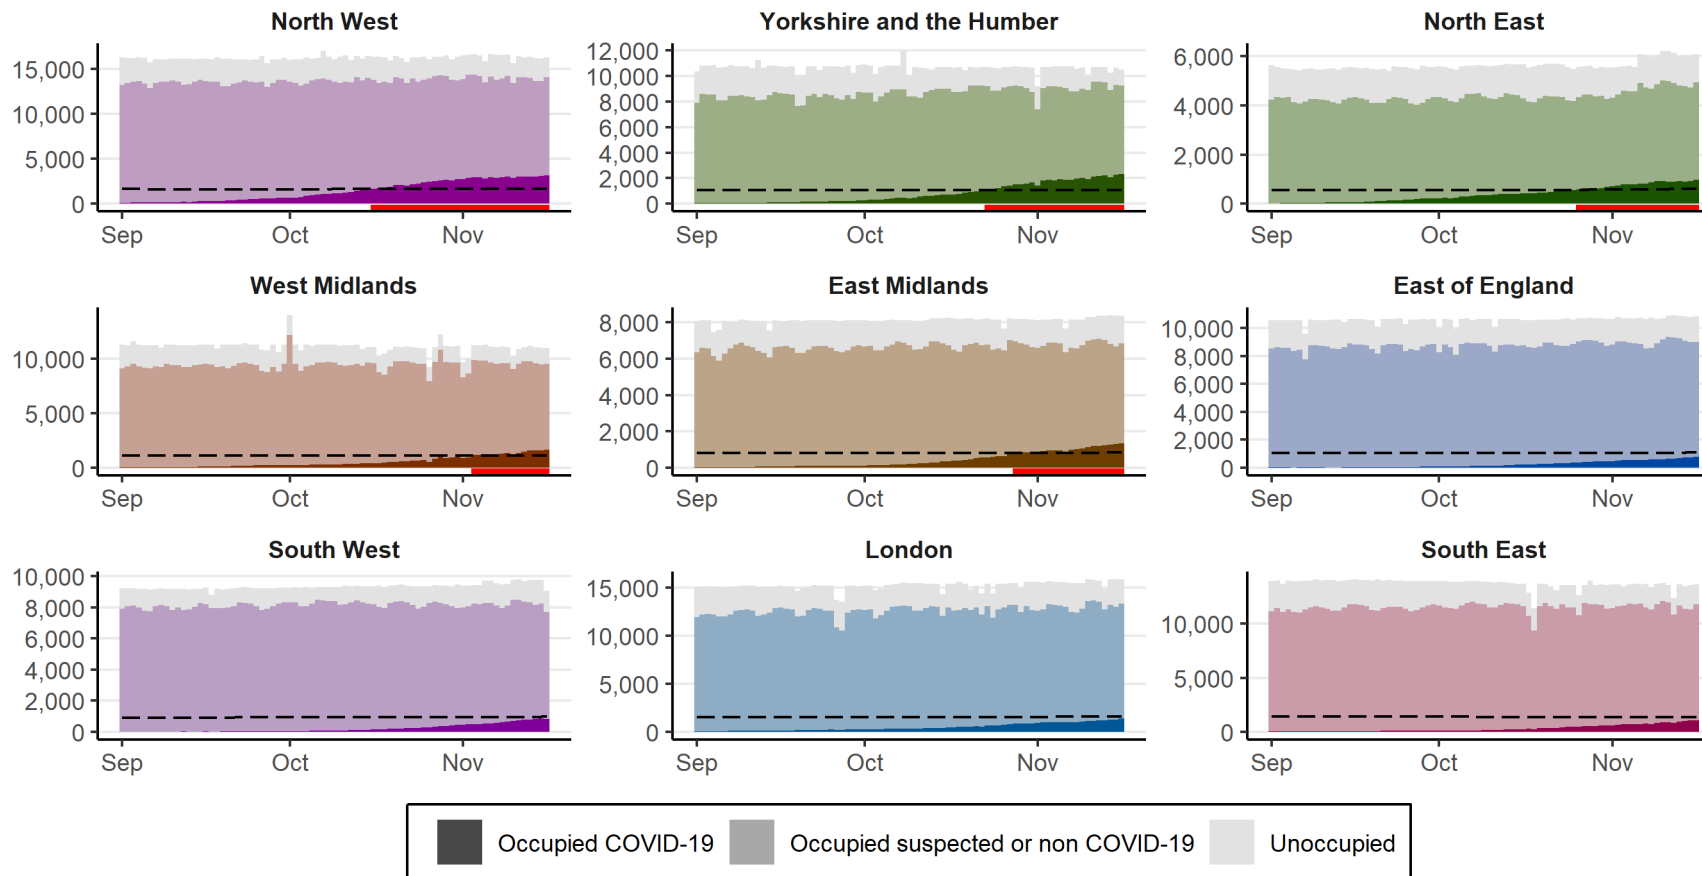 North West
Yorkshire and the Humber
North East
15,000
10,000
5,000
0
Sep
Oct
Nov
12,000
10,000
8,000
6,000
4,000
2,000
0
Sep
Oct
Nov
6,000
4,000
2,000
0
Sep
Oct
Nov
West Midlands
East Midlands
East of England
10,000
5,000
0
Sep
Oct
Nov
8,000
6,000
4,000
2,000
0
Sep
Oct
Nov
10,000
8,000
6,000
4,000
2,000
0
Sep
Oct
Nov
South West
London
South East
10,000
8,000
6,000
4,000
2,000
0
Sep
Oct
Nov
15,000
10,000
5,000
0
Sep
Oct
Nov
10,000
5,000
0
Sep
Oct
Nov
Occupied COVID-19
Occupied suspected or non COVID-19
Unoccupied